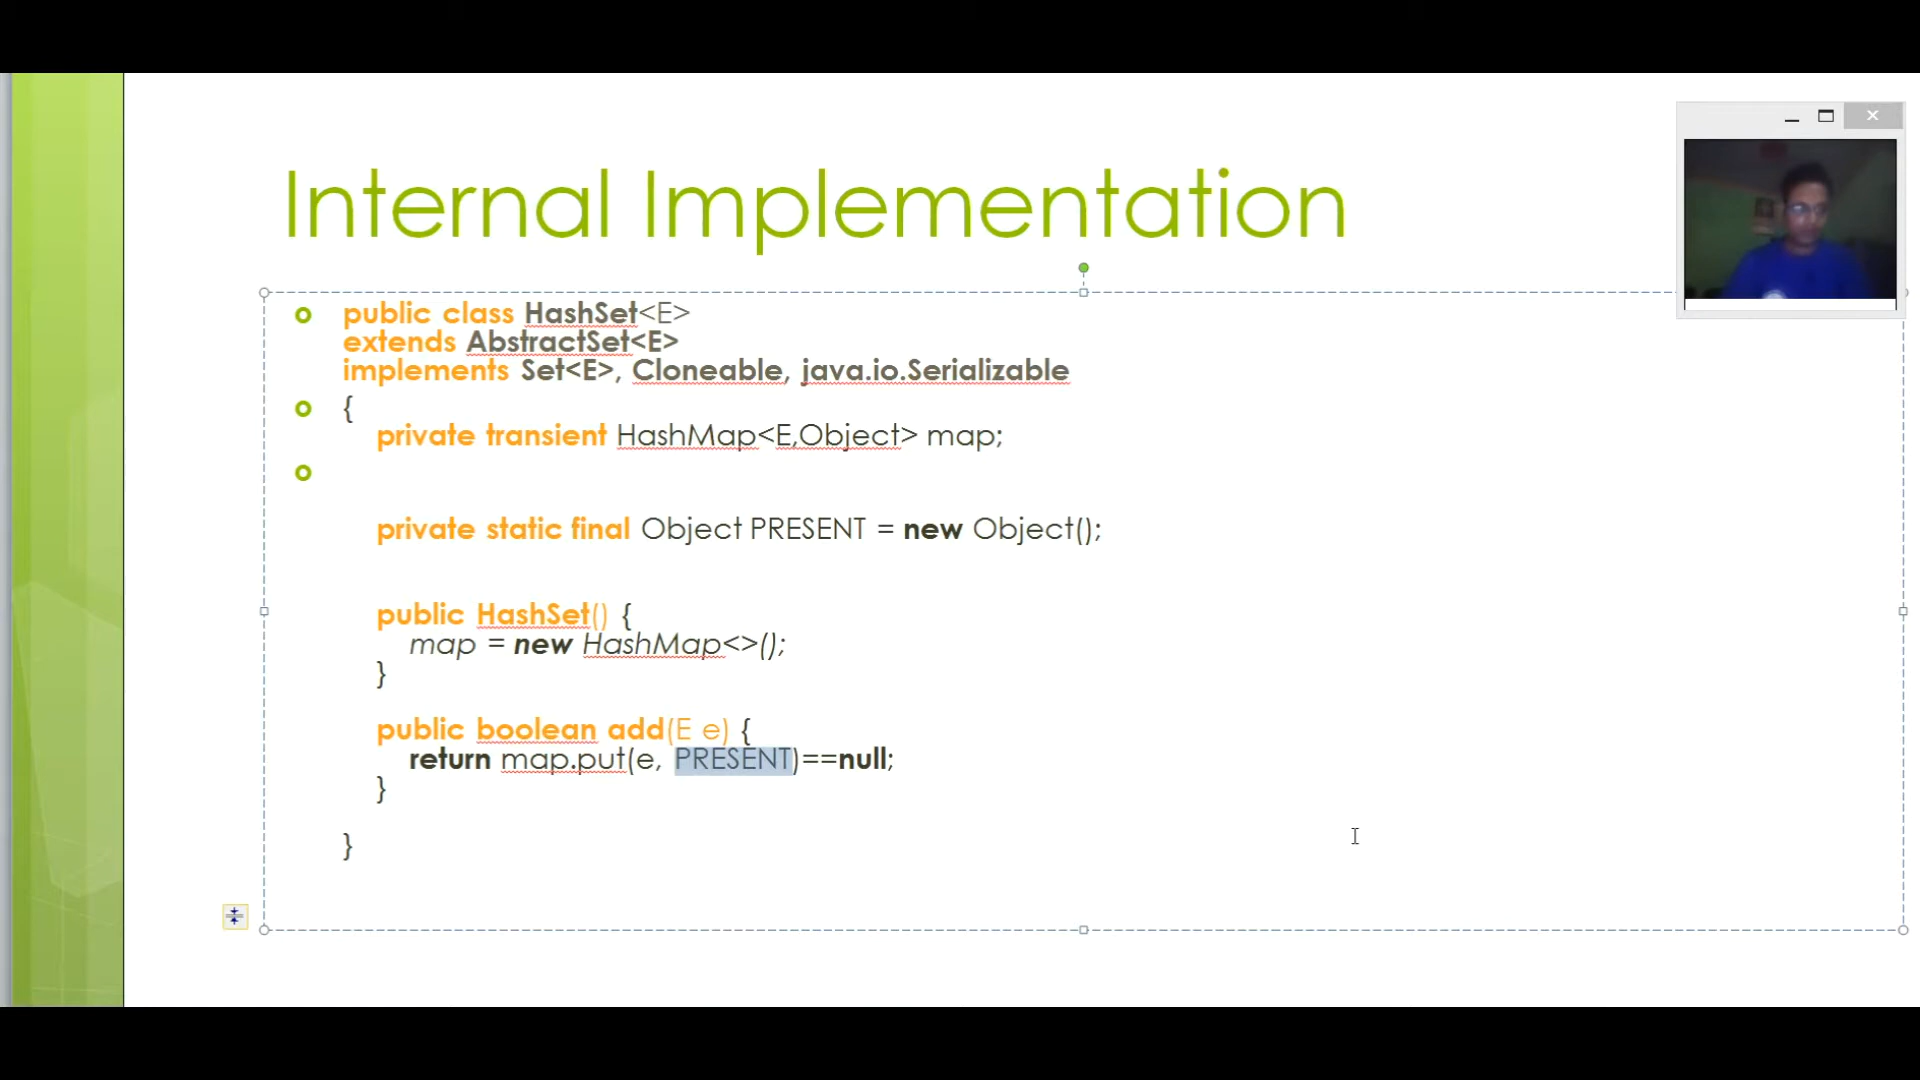 Internal Implementation
public class HashSet<E>
extends AbstractSet<E>
implements Set<E>, Cloneable, java.io.Serializable
{
private transient HashMap<E,Object> map;
private static final Object PRESENT = new Object();
public HashSet() {
map = new HashMap<>();
}
public boolean add(E e) {
return map.put(e, PRESENT)==null;
}
}